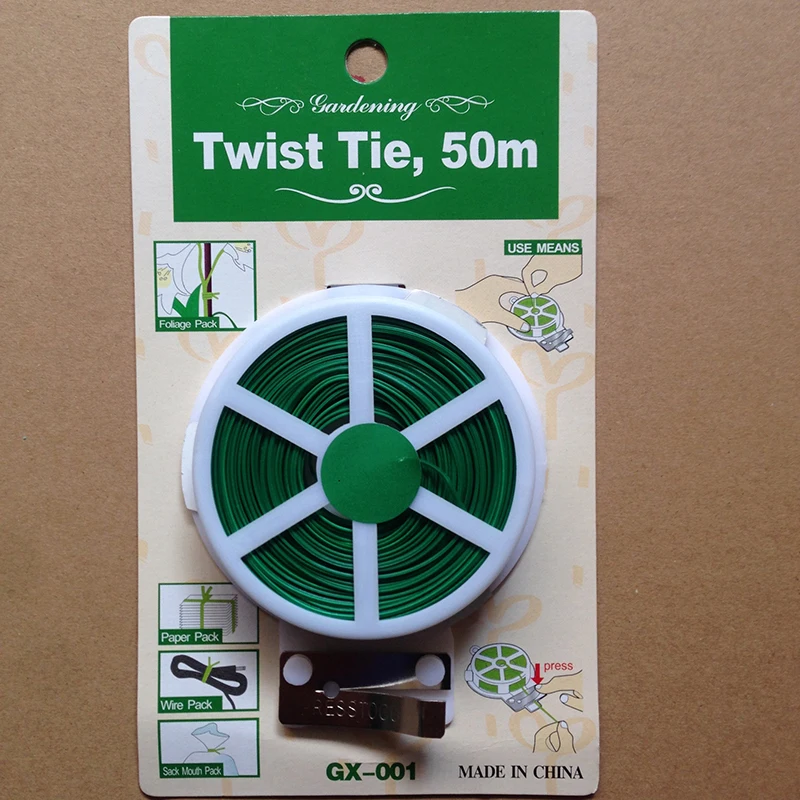 Gardening
Twist Tie, 50m
USE MEANS
Foliage Pack
Paper Pack
press
Wire Pack
Sack Mouth Pack
GX-001
MADE IN CHINA